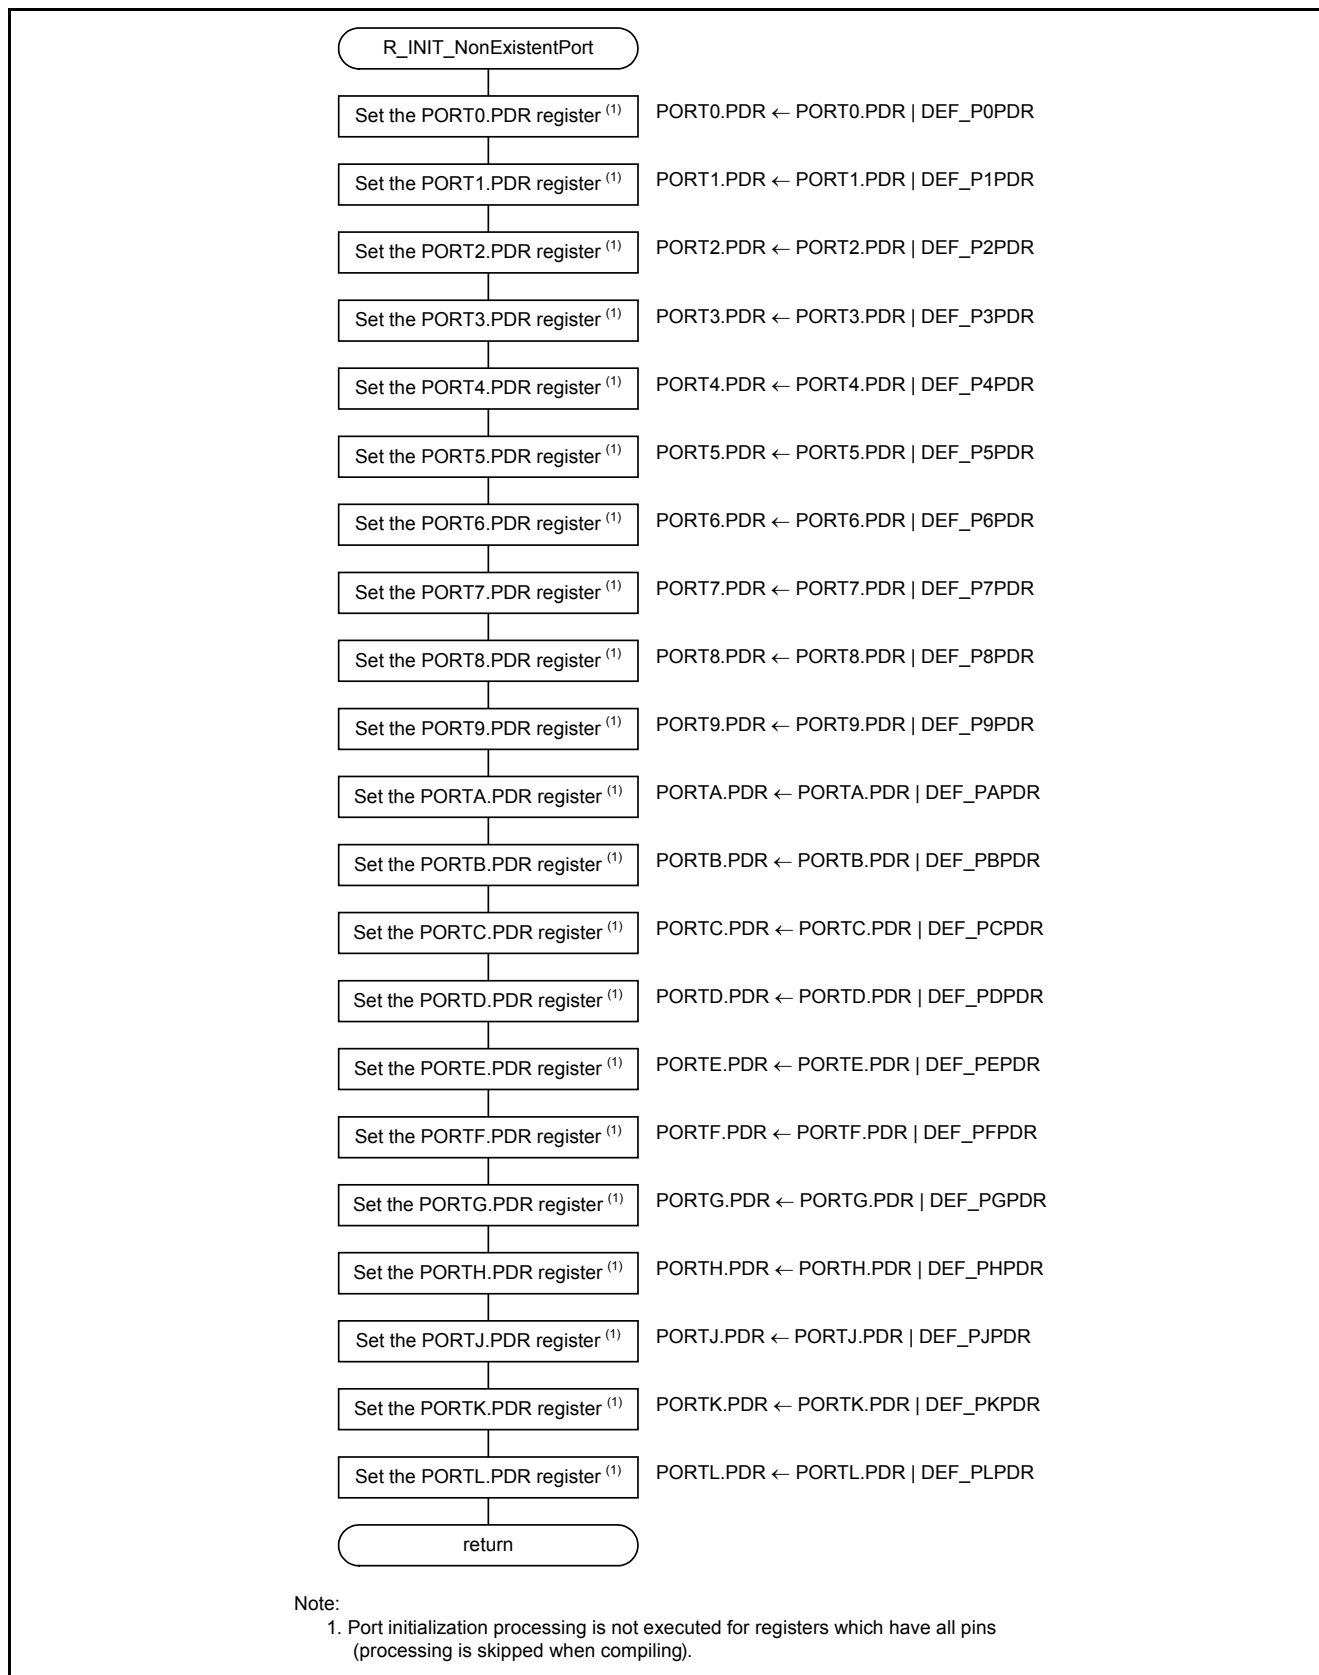 R_INIT_NonExistentPort
Set the PORT0.PDR register (1) PORT0.PDR ← PORT0.PDR | DEF_P0PDR
Set the PORT1.PDR register (1) PORT1.PDR ← PORT1.PDR | DEF_P1PDR
Set the PORT2.PDR register (1) PORT2.PDR ← PORT2.PDR | DEF_P2PDR
Set the PORT3.PDR register (1) PORT3.PDR ← PORT3.PDR | DEF_P3PDR
Set the PORT4.PDR register (1) PORT4.PDR ← PORT4.PDR | DEF_P4PDR
Set the PORT5.PDR register (1) PORT5.PDR ← PORT5.PDR | DEF_P5PDR
Set the PORT6.PDR register (1) PORT6.PDR ← PORT6.PDR | DEF_P6PDR
Set the PORT7.PDR register (1) PORT7.PDR ← PORT7.PDR | DEF_P7PDR
Set the PORT8.PDR register (1) PORT8.PDR ← PORT8.PDR | DEF_P8PDR
Set the PORT9.PDR register (1) PORT9.PDR ← PORT9.PDR | DEF_P9PDR
Set the PORTA.PDR register (1) PORTA.PDR ← PORTA.PDR | DEF_PAPDR
Set the PORTB.PDR register (1) PORTB.PDR ← PORTB.PDR | DEF_PBPDR
Set the PORTC.PDR register (1) PORTC.PDR ← PORTC.PDR | DEF_PCPDR
Set the PORTD.PDR register (1) PORTD.PDR ← PORTD.PDR | DEF_PDPDR
Set the PORTE.PDR register (1) PORTE.PDR ← PORTE.PDR | DEF_PEPDR
Set the PORTF.PDR register (1) PORTF.PDR ← PORTF.PDR | DEF_PFPDR
Set the PORTG.PDR register (1) PORTG.PDR ← PORTG.PDR | DEF_PGPDR
Set the PORTH.PDR register (1) PORTH.PDR ← PORTH.PDR | DEF_PHPDR
Set the PORTJ.PDR register (1) PORTJ.PDR ← PORTJ.PDR | DEF_PJPDR
Set the PORTK.PDR register (1) PORTK.PDR ← PORTK.PDR | DEF_PKPDR
Set the PORTL.PDR register (1) PORTL.PDR ← PORTL.PDR | DEF_PLPDR
return
Note:
1. Port initialization processing is not executed for registers which have all pins
(processing is skipped when compiling).